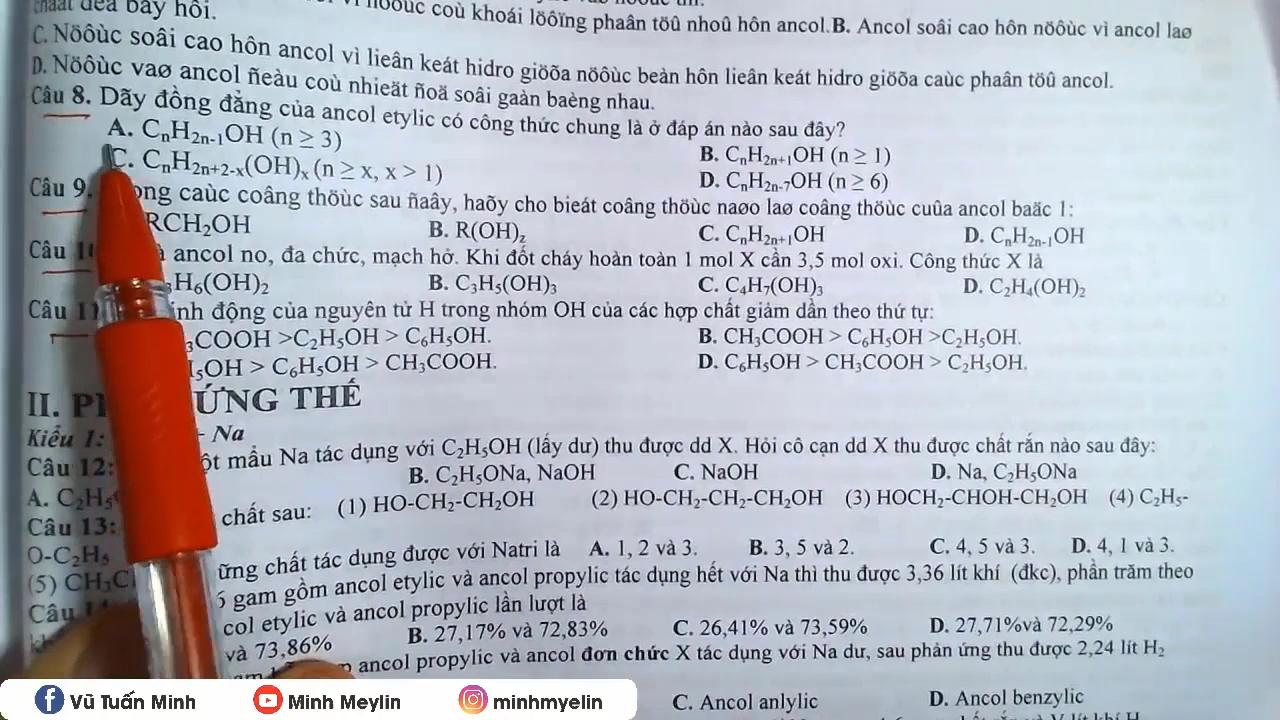 chaát deã bay hôi.
nöôùc coù khoái löôïng phaân töû nhoû hôn ancol. B. Ancol soâi cao hôn nöôùc vì ancol laø
C. Nöôùc soâi cao hôn ancol vì lieân keát hidro giöõa nöôùc beàn hôn lieân keát hidro giöõa caùc phaân töû ancol.
D. Nöôùc vaø ancol ñeàu coù nhieät ñoä soâi gaàn baèng nhau.
Câu 8. Dãy đồng đẳng của ancol etylic có công thức chung là ở đáp án nào sau đây?
A. CₙH₂ₙ₋₁OH (n ≥ 3)
B. CₙH₂ₙ₊₁OH (n ≥ 1)
C. CₙH₂ₙ₊₂₋ₓ(OH)ₓ (n ≥ x, x > 1)
D. CₙH₂ₙ₋₇OH (n ≥ 6)
Câu 9. caùc coâng thöùc sau ñaây, haõy cho bieát coâng thöùc naøo laø coâng thöùc cuûa ancol baäc 1:
RCH₂OH B. R(OH)z C. CₙH₂ₙ₊₁OH D. CₙH₂ₙ₋₁OH
Câu ancol no, đa chức, mạch hở. Khi đốt cháy hoàn toàn 1 mol X cần 3,5 mol oxi. Công thức X là
H₆(OH)₂ B. C₃H₅(OH)₃ C. C₄H₇(OH)₃ D. C₂H₄(OH)₂
Câu 11 động của nguyên tử H trong nhóm OH của các hợp chất giảm dần theo thứ tự:
₃COOH >C₂H₅OH > C₆H₅OH. B. CH₃COOH > C₆H₅OH >C₂H₅OH.
₅OH > C₆H₅OH > CH₃COOH. D. C₆H₅OH > CH₃COOH > C₂H₅OH.
II. ỨNG THẾ
Kiểu 1: Na
Câu 12: mẩu Na tác dụng với C₂H₅OH (lấy dư) thu được dd X. Hỏi cô cạn dd X thu được chất rắn nào sau đây:
A. C₂H₅ B. C₂H₅ONa, NaOH C. NaOH D. Na, C₂H₅ONa
Câu 13: chất sau: (1) HO-CH₂-CH₂OH (2) HO-CH₂-CH₂-CH₂OH (3) HOCH₂-CHOH-CH₂OH (4) C₂H₅-
O-C₂H₅
(5) CH₃C chất tác dụng được với Natri là A. 1, 2 và 3. B. 3, 5 và 2. C. 4, 5 và 3. D. 4, 1 và 3.
Câu gam gồm ancol etylic và ancol propylic tác dụng hết với Na thì thu được 3,36 lít khí (đkc), phần trăm theo
etylic và ancol propylic lần lượt là
và 73,86% B. 27,17% và 72,83% C. 26,41% và 73,59% D. 27,71%và 72,29%
ancol propylic và ancol đơn chức X tác dụng với Na dư, sau phản ứng thu được 2,24 lít H₂
C. Ancol anlylic D. Ancol benzylic
Vũ Tuấn Minh Minh Meylin minhmyelin